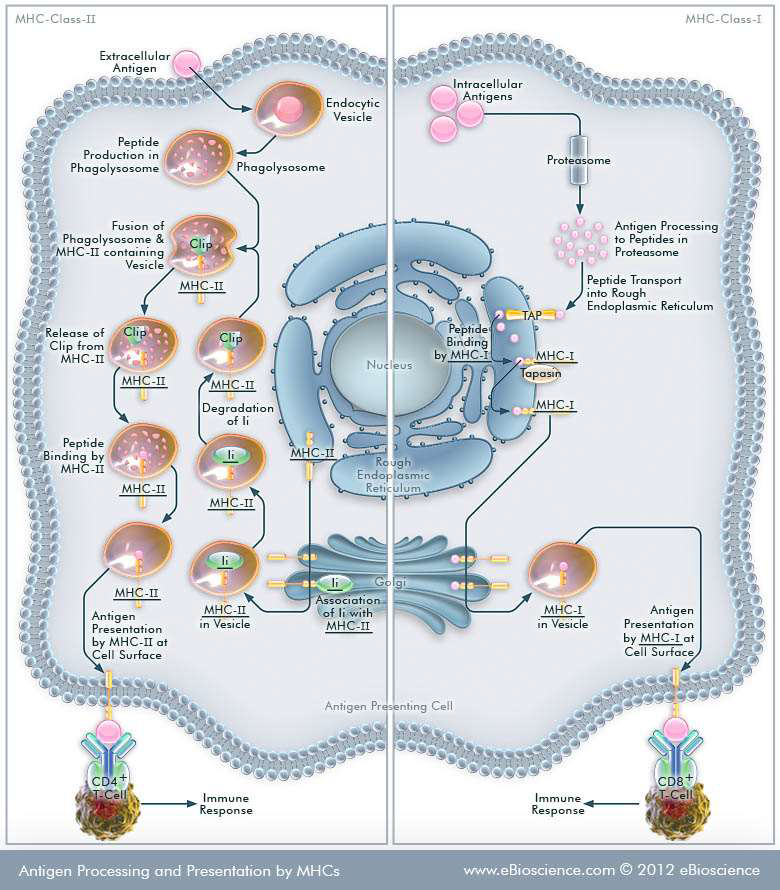 MHC-Class-II
MHC-Class-I
Extracellular
Antigen
Endocytic
Vesicle
Peptide
Production in
Phagolysosome
Phagolysosome
Fusion of
Phagolysosome &
MHC-II containing
Vesicle
Clip
MHC-II
Release of
Clip from
MHC-II
Clip
MHC-II
Clip
MHC-II
Degradation
of Ii
Peptide
Binding by
MHC-II
MHC-II
Ii
MHC-II
MHC-II
Ii
MHC-II
in Vesicle
MHC-II
Antigen
Presentation
by MHC-II at
Cell Surface
Ii
Association
of Ii with
MHC-II
CD4+
T-Cell
Immune
Response
Intracellular
Antigens
Proteasome
Antigen Processing
to Peptides in
Proteasome
Peptide Transport
into Rough
Endoplasmic Reticulum
TAP
Peptide
Binding
by MHC-I
MHC-I
Tapasin
MHC-I
Nucleus
Rough
Endoplasmic
Reticulum
Golgi
MHC-I
in Vesicle
Antigen
Presentation
by MHC-I at
Cell Surface
Antigen Presenting Cell
CD8+
T-Cell
Immune
Response
Antigen Processing and Presentation by MHCs
www.eBioscience.com © 2012 eBioscience